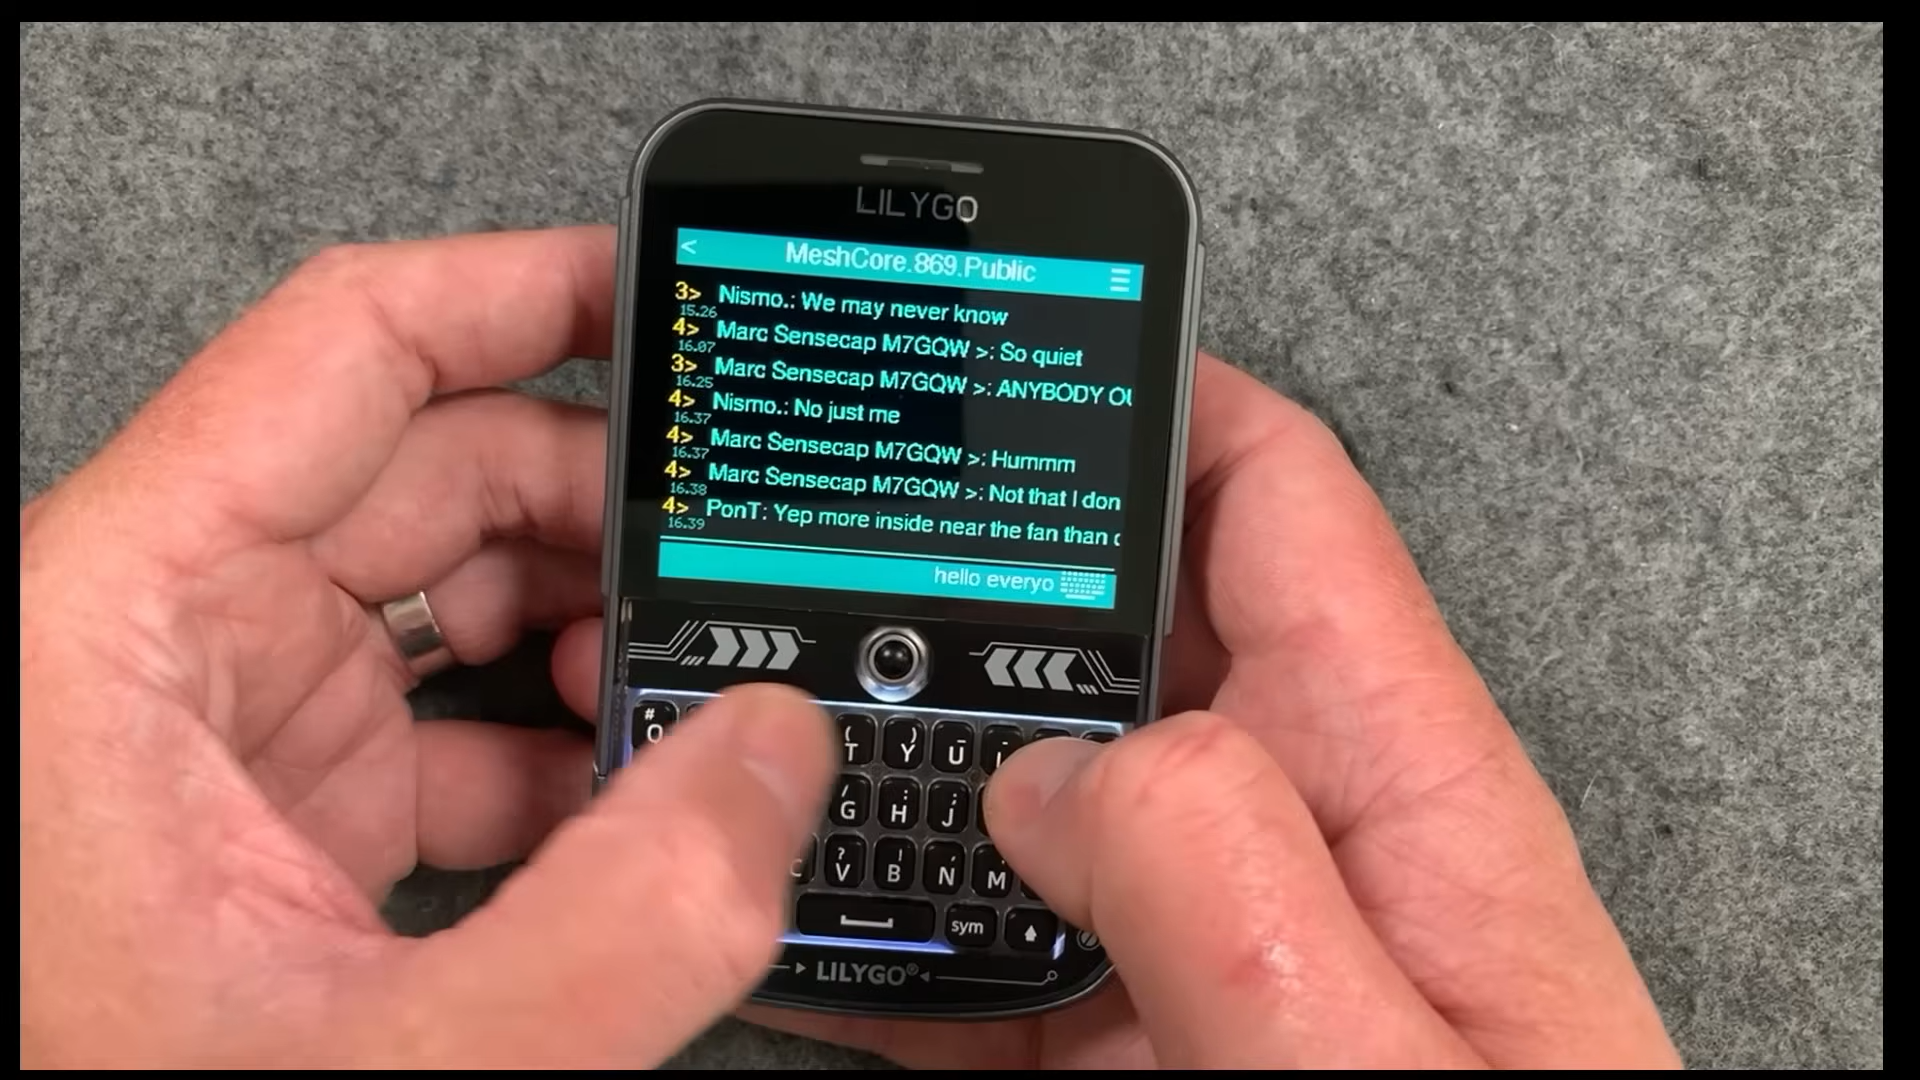 LILYGO
< MeshCore.869.Public
3> Nismo.: We may never know
15.26
4> Marc Sensecap M7GQW >: So quiet
16.07
3> Marc Sensecap M7GQW >: ANYBODY OU
16.25
4> Nismo.: No just me
16.37
4> Marc Sensecap M7GQW >: Hummm
16.37
4> Marc Sensecap M7GQW >: Not that I don
16.38
4> PonT: Yep more inside near the fan than
16.39
hello everyo
# ( ) _ -
Q T Y U I
/ : ;
G H J
? ! ,
C V B N M
sym
LILYGO®